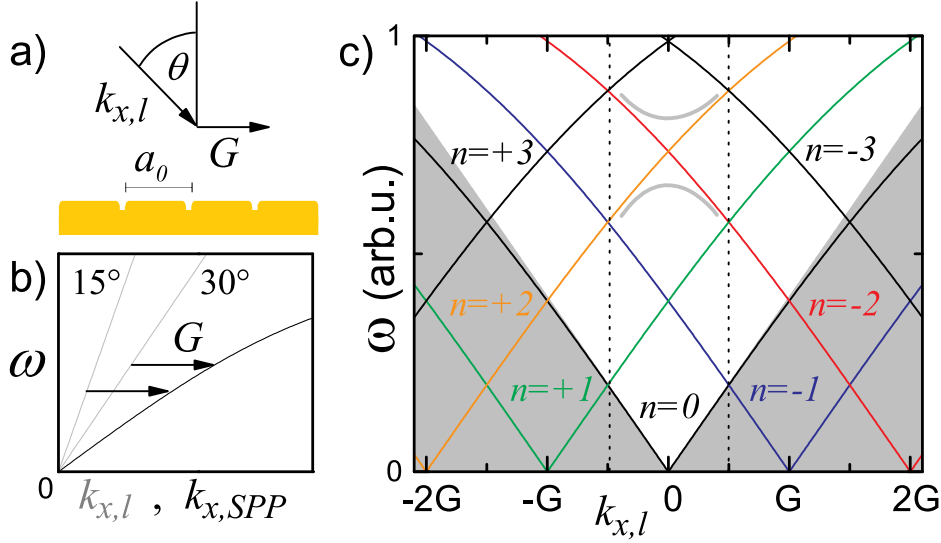 a)
θ
k_{x,l}
G
a_0
b)
15°
30°
G
ω
0
k_{x,l} , k_{x,SPP}
c)
1
n=+3
n=-3
ω (arb.u.)
n=+2
n=-2
n=+1
n=0
n=-1
0
-2G
-G
k_{x,l}
0
G
2G